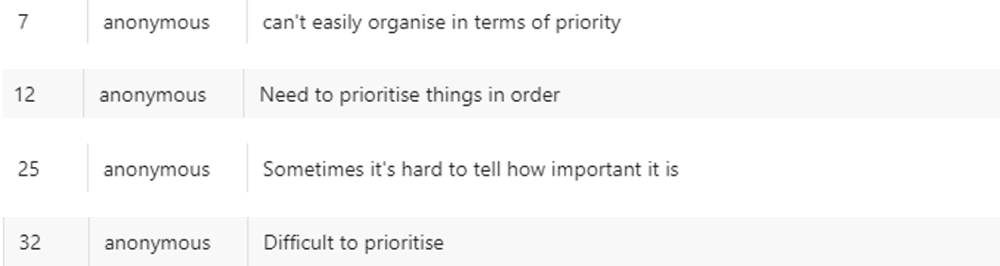 7 anonymous can't easily organise in terms of priority
12 anonymous Need to prioritise things in order
25 anonymous Sometimes it's hard to tell how important it is
32 anonymous Difficult to prioritise